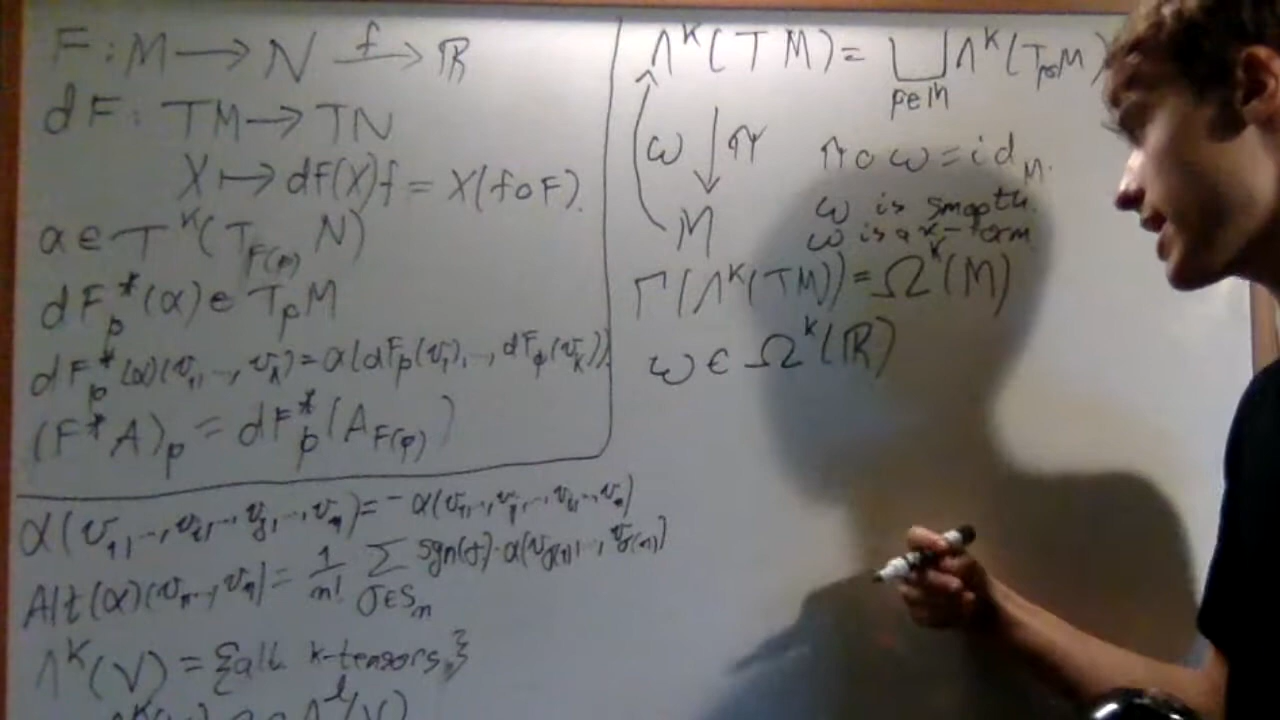 F: M → N →f ℝ
dF: TM → TN
X ↦ dF(X)f = X(f∘F).
α ∈ T^k(T_{F(p)} N)
dF_p^*(α) ∈ T_p M
dF_p^*(α)(v_1, .., v_k) = α(dF_p(v_1), .., dF_p(v_k))
(F^*A)_p = dF_p^*(A_{F(p)})
α(v_1, .., v_i, .., v_j, .., v_n) = -α(v_1, .., v_j, .., v_i, .., v_n)
Alt(α)(v_1, .., v_n) = 1/n! Σ_{σ∈S_n} sgn(σ)·α(v_{σ(1)}, .., v_{σ(n)})
Λ^k(V) = {all k-tensors}
Λ^k(TM) = ⊔_{p∈M} Λ^k(T_p M)
ω ↓ π
π∘ω = id_M.
M
ω is smooth.
ω is a k-form
Γ(Λ^k(TM)) = Ω^k(M)
ω ∈ Ω^k(ℝ)